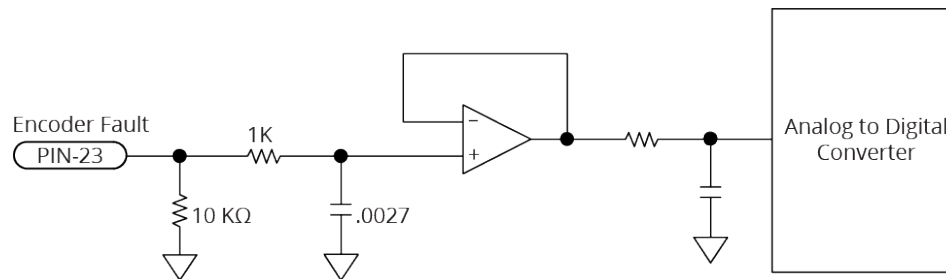 Encoder Fault
PIN-23
1K
10 KΩ
.0027
−
+
Analog to Digital
Converter